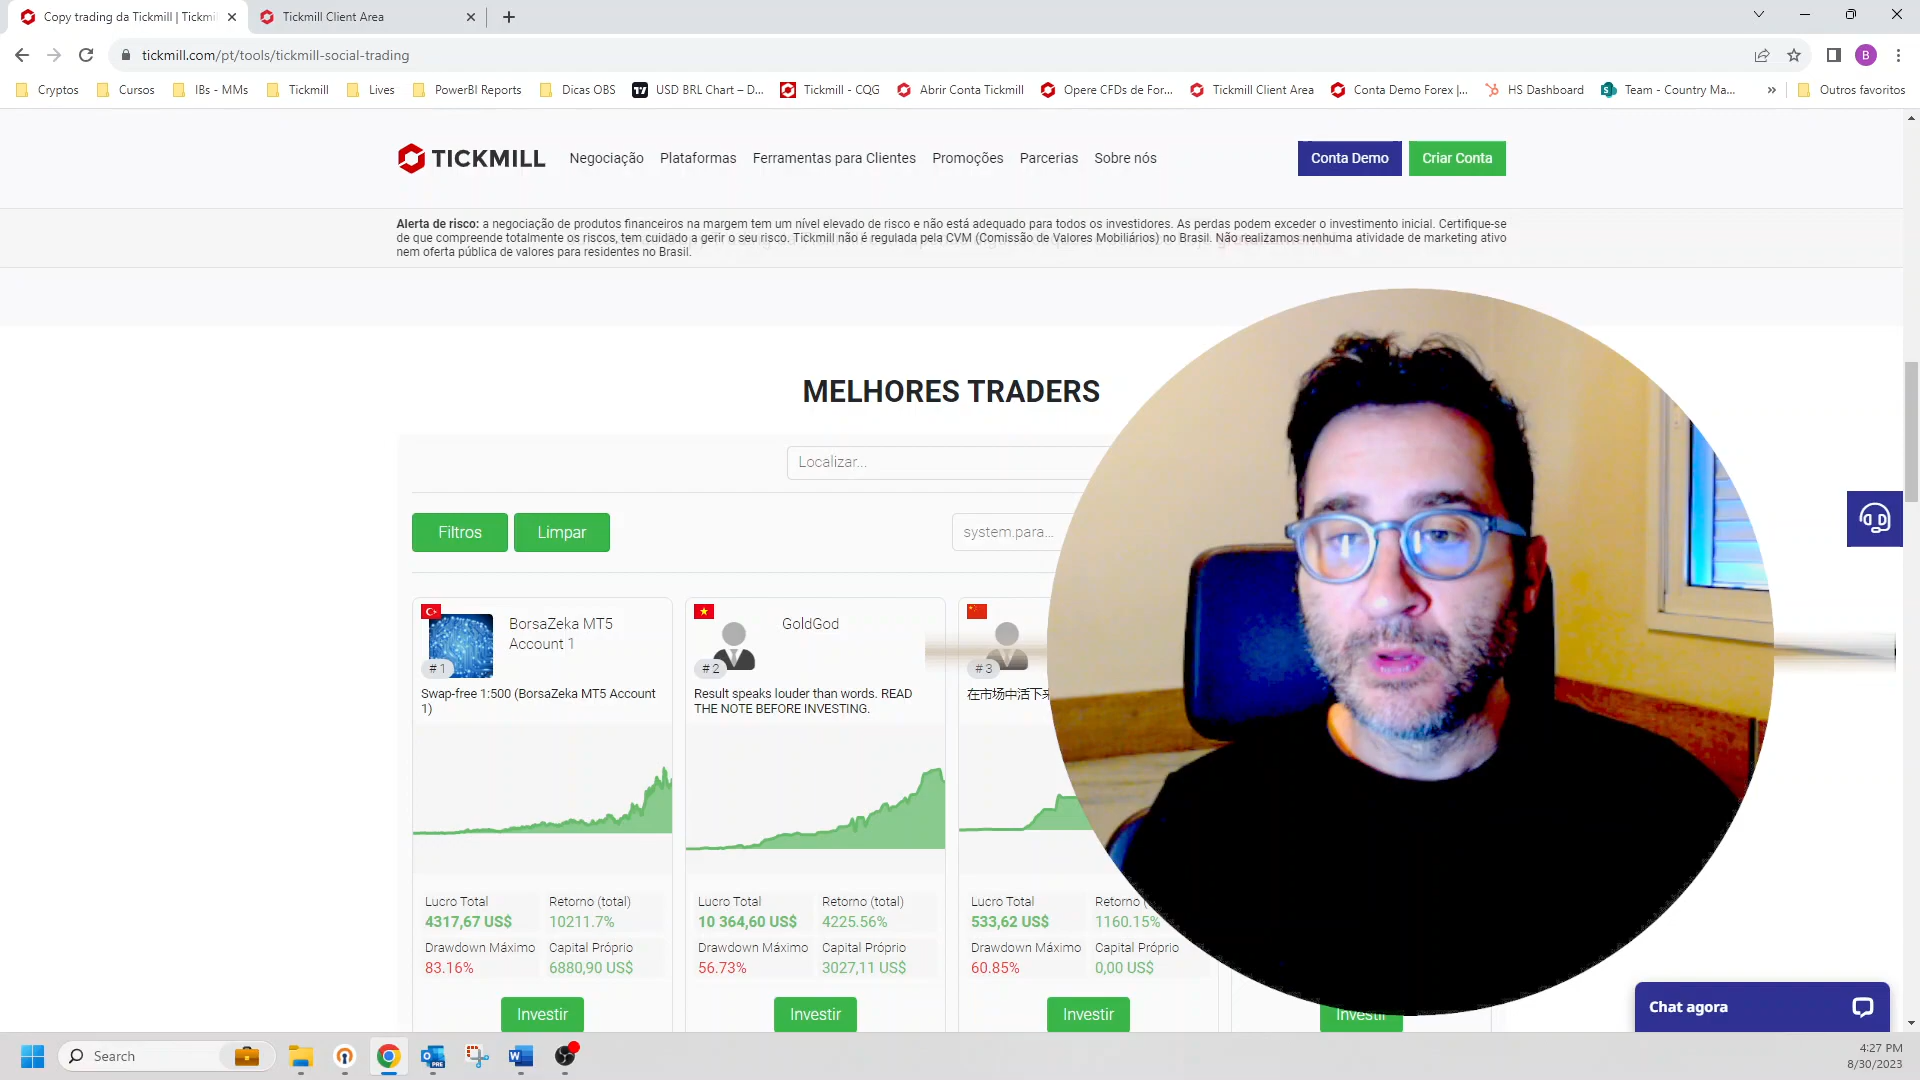 Copy trading da Tickmill | Tickmi
Tickmill Client Area
tickmill.com/pt/tools/tickmill-social-trading
B
Cryptos
Cursos
IBs - MMs
Tickmill
Lives
PowerBI Reports
Dicas OBS
USD BRL Chart – D...
Tickmill - CQG
Abrir Conta Tickmill
Opere CFDs de For...
Tickmill Client Area
Conta Demo Forex |...
HS Dashboard
Team - Country Ma...
Outros favoritos
TICKMILL
Negociação
Plataformas
Ferramentas para Clientes
Promoções
Parcerias
Sobre nós
Conta Demo
Criar Conta
Alerta de risco: a negociação de produtos financeiros na margem tem um nível elevado de risco e não está adequado para todos os investidores. As perdas podem exceder o investimento inicial. Certifique-se
de que compreende totalmente os riscos, tem cuidado a gerir o seu risco. Tickmill não é regulada pela CVM (Comissão de Valores Mobiliários) no Brasil. Não realizamos nenhuma atividade de marketing ativo
nem oferta pública de valores para residentes no Brasil.
MELHORES TRADERS
Localizar...
Filtros
Limpar
system.para...
BorsaZeka MT5
Account 1
# 1
Swap-free 1:500 (BorsaZeka MT5 Account
1)
Lucro Total
Retorno (total)
4317,67 US$
10211.7%
Drawdown Máximo
Capital Próprio
83.16%
6880,90 US$
Investir
GoldGod
# 2
Result speaks louder than words. READ
THE NOTE BEFORE INVESTING.
Lucro Total
Retorno (total)
10 364,60 US$
4225.56%
Drawdown Máximo
Capital Próprio
56.73%
3027,11 US$
Investir
# 3
在市场中活下来
Lucro Total
Retorno (
533,62 US$
1160.15%
Drawdown Máximo
Capital Próprio
60.85%
0,00 US$
Investir
Investir
Chat agora
Search
4:27 PM
8/30/2023